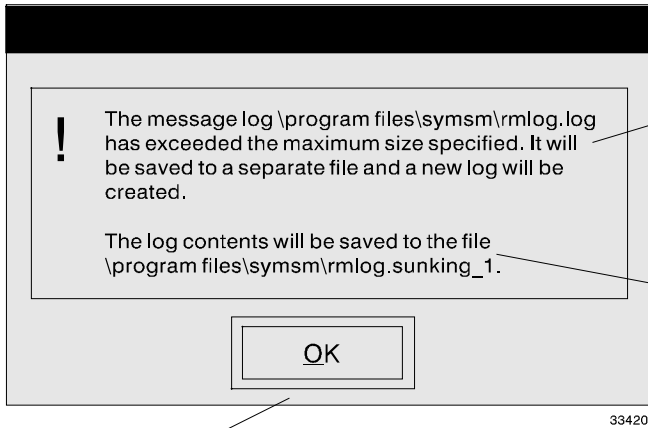 The message log \program files\symsm\rmlog.log
has exceeded the maximum size specified. It will
be saved to a separate file and a new log will be
created.
The log contents will be saved to the file
\program files\symsm\rmlog.sunking_1.
OK
33420